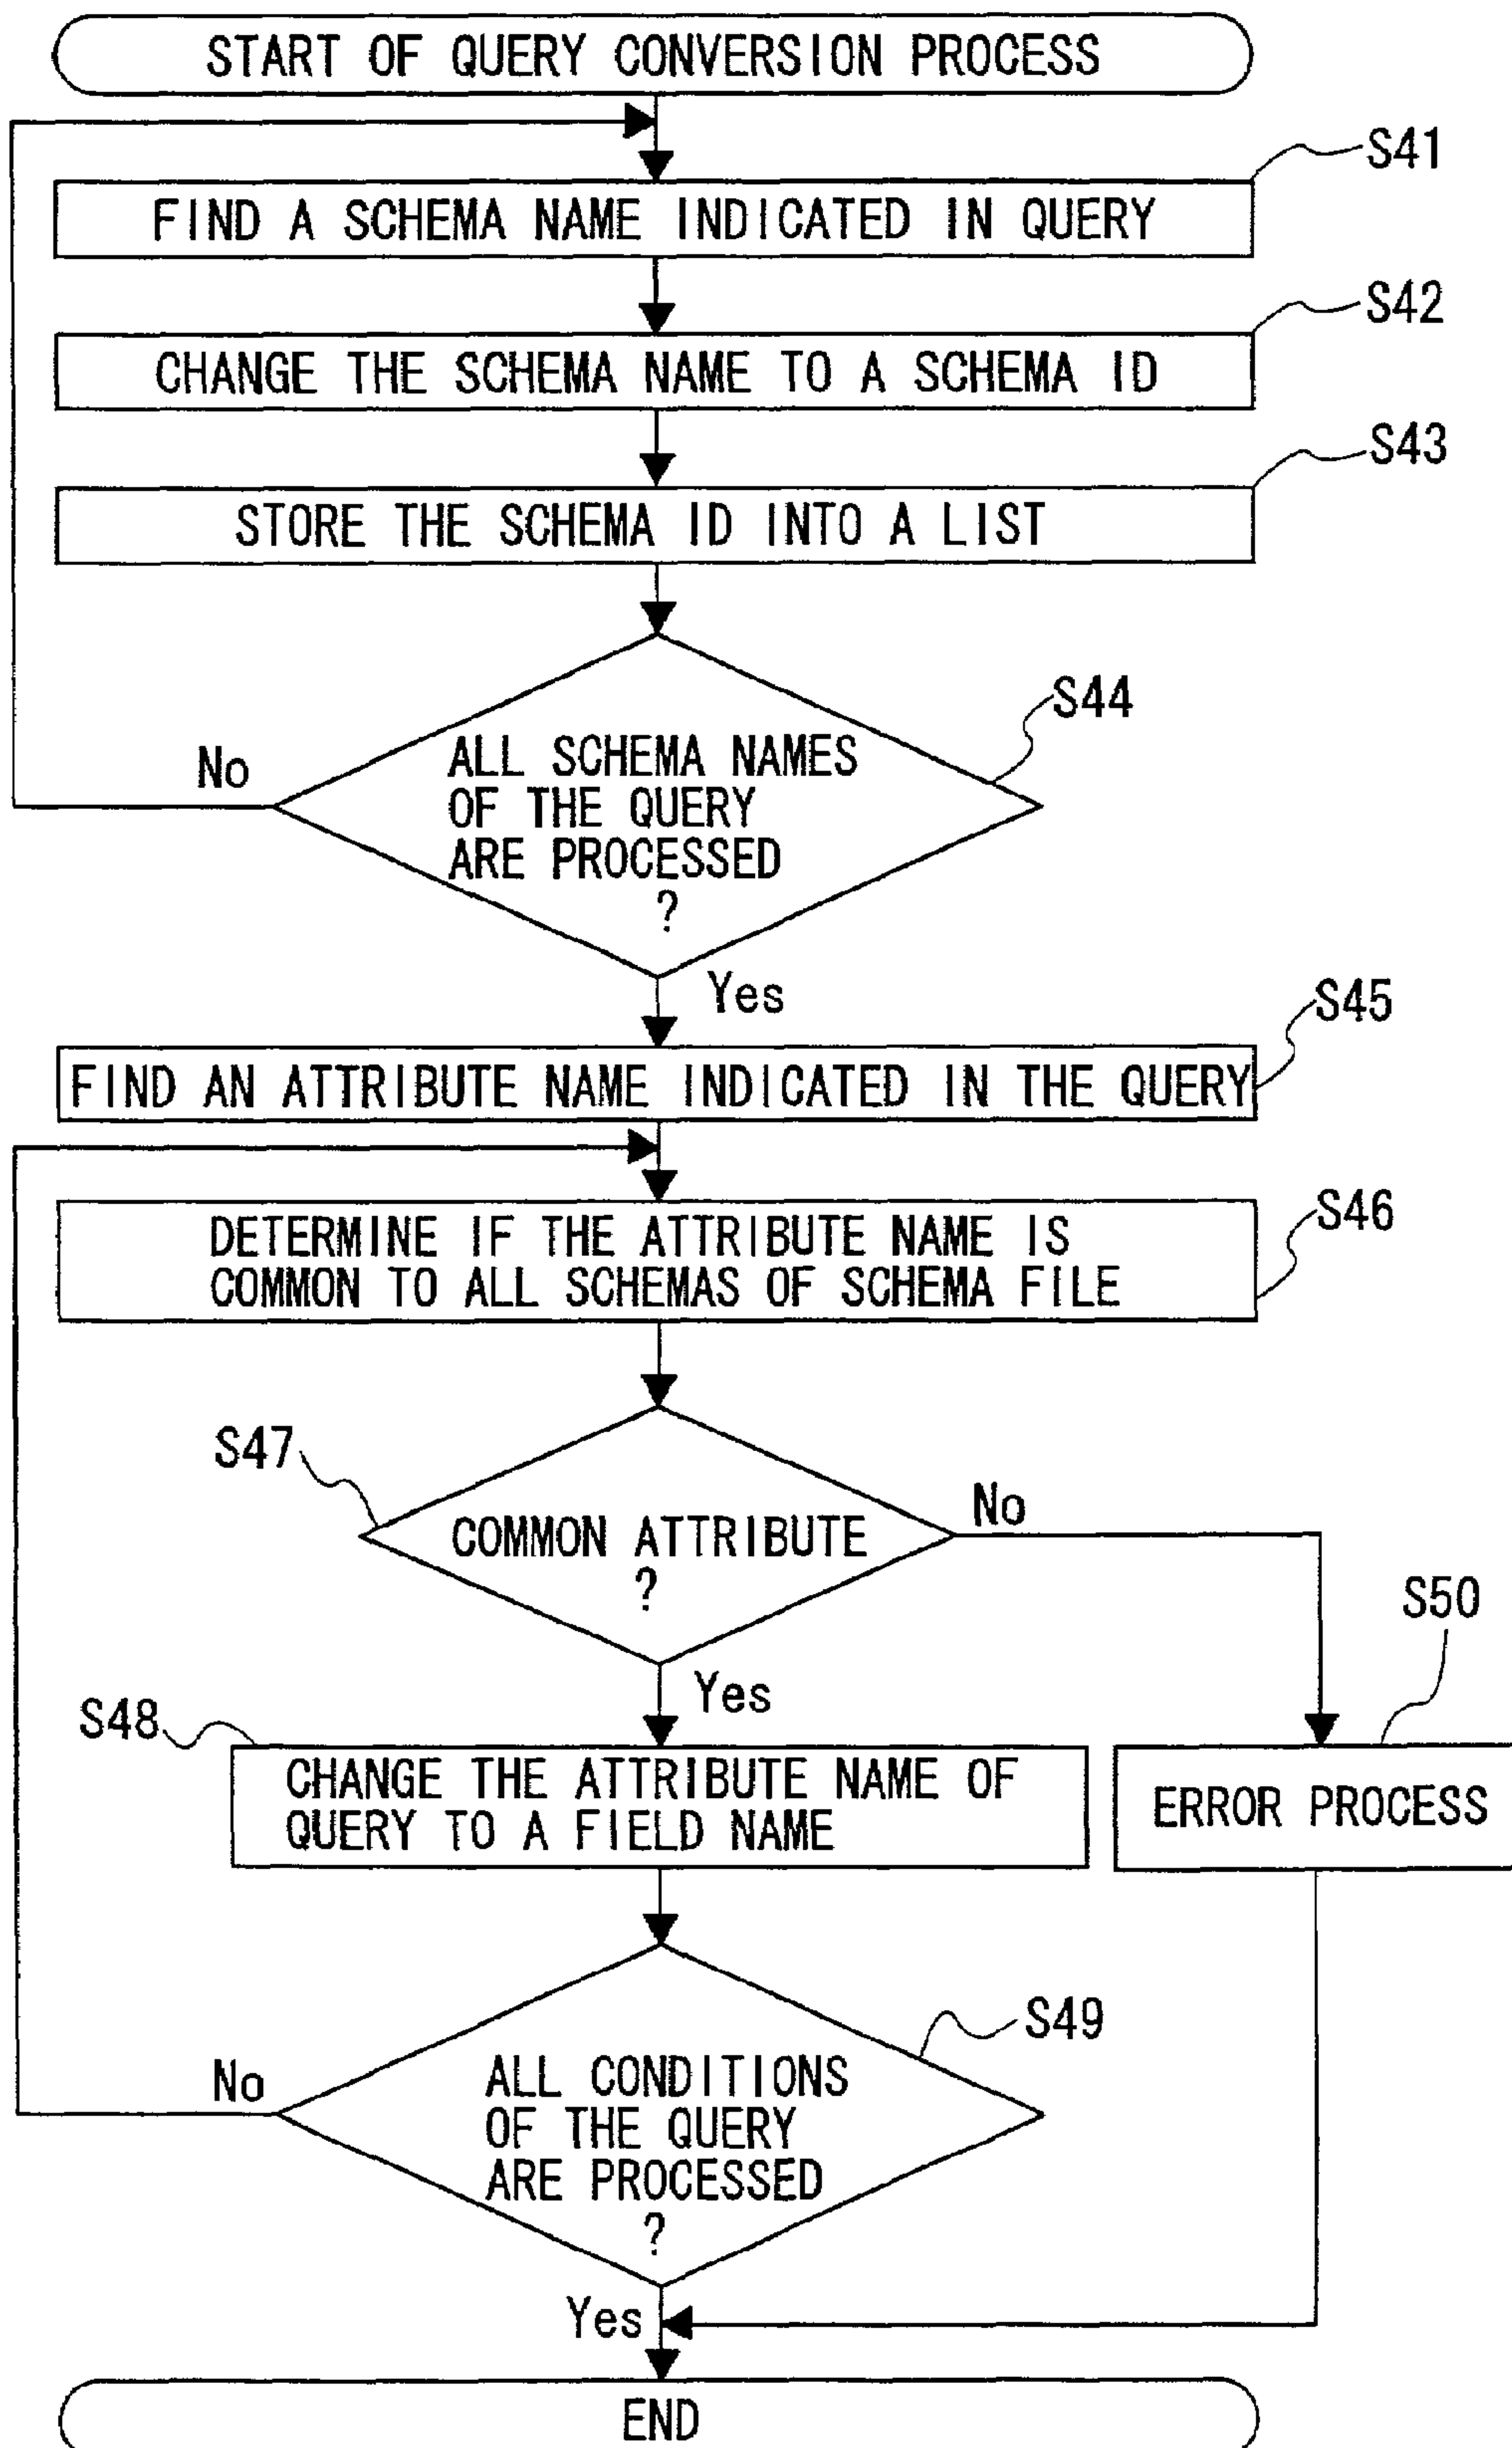 START OF QUERY CONVERSION PROCESS
S41
FIND A SCHEMA NAME INDICATED IN QUERY
S42
CHANGE THE SCHEMA NAME TO A SCHEMA ID
S43
STORE THE SCHEMA ID INTO A LIST
S44
ALL SCHEMA NAMES
OF THE QUERY
ARE PROCESSED
?
No
Yes
S45
FIND AN ATTRIBUTE NAME INDICATED IN THE QUERY
S46
DETERMINE IF THE ATTRIBUTE NAME IS
COMMON TO ALL SCHEMAS OF SCHEMA FILE
S47
COMMON ATTRIBUTE
?
No
Yes
S50
S48
CHANGE THE ATTRIBUTE NAME OF
QUERY TO A FIELD NAME
ERROR PROCESS
S49
ALL CONDITIONS
OF THE QUERY
ARE PROCESSED
?
No
Yes
END